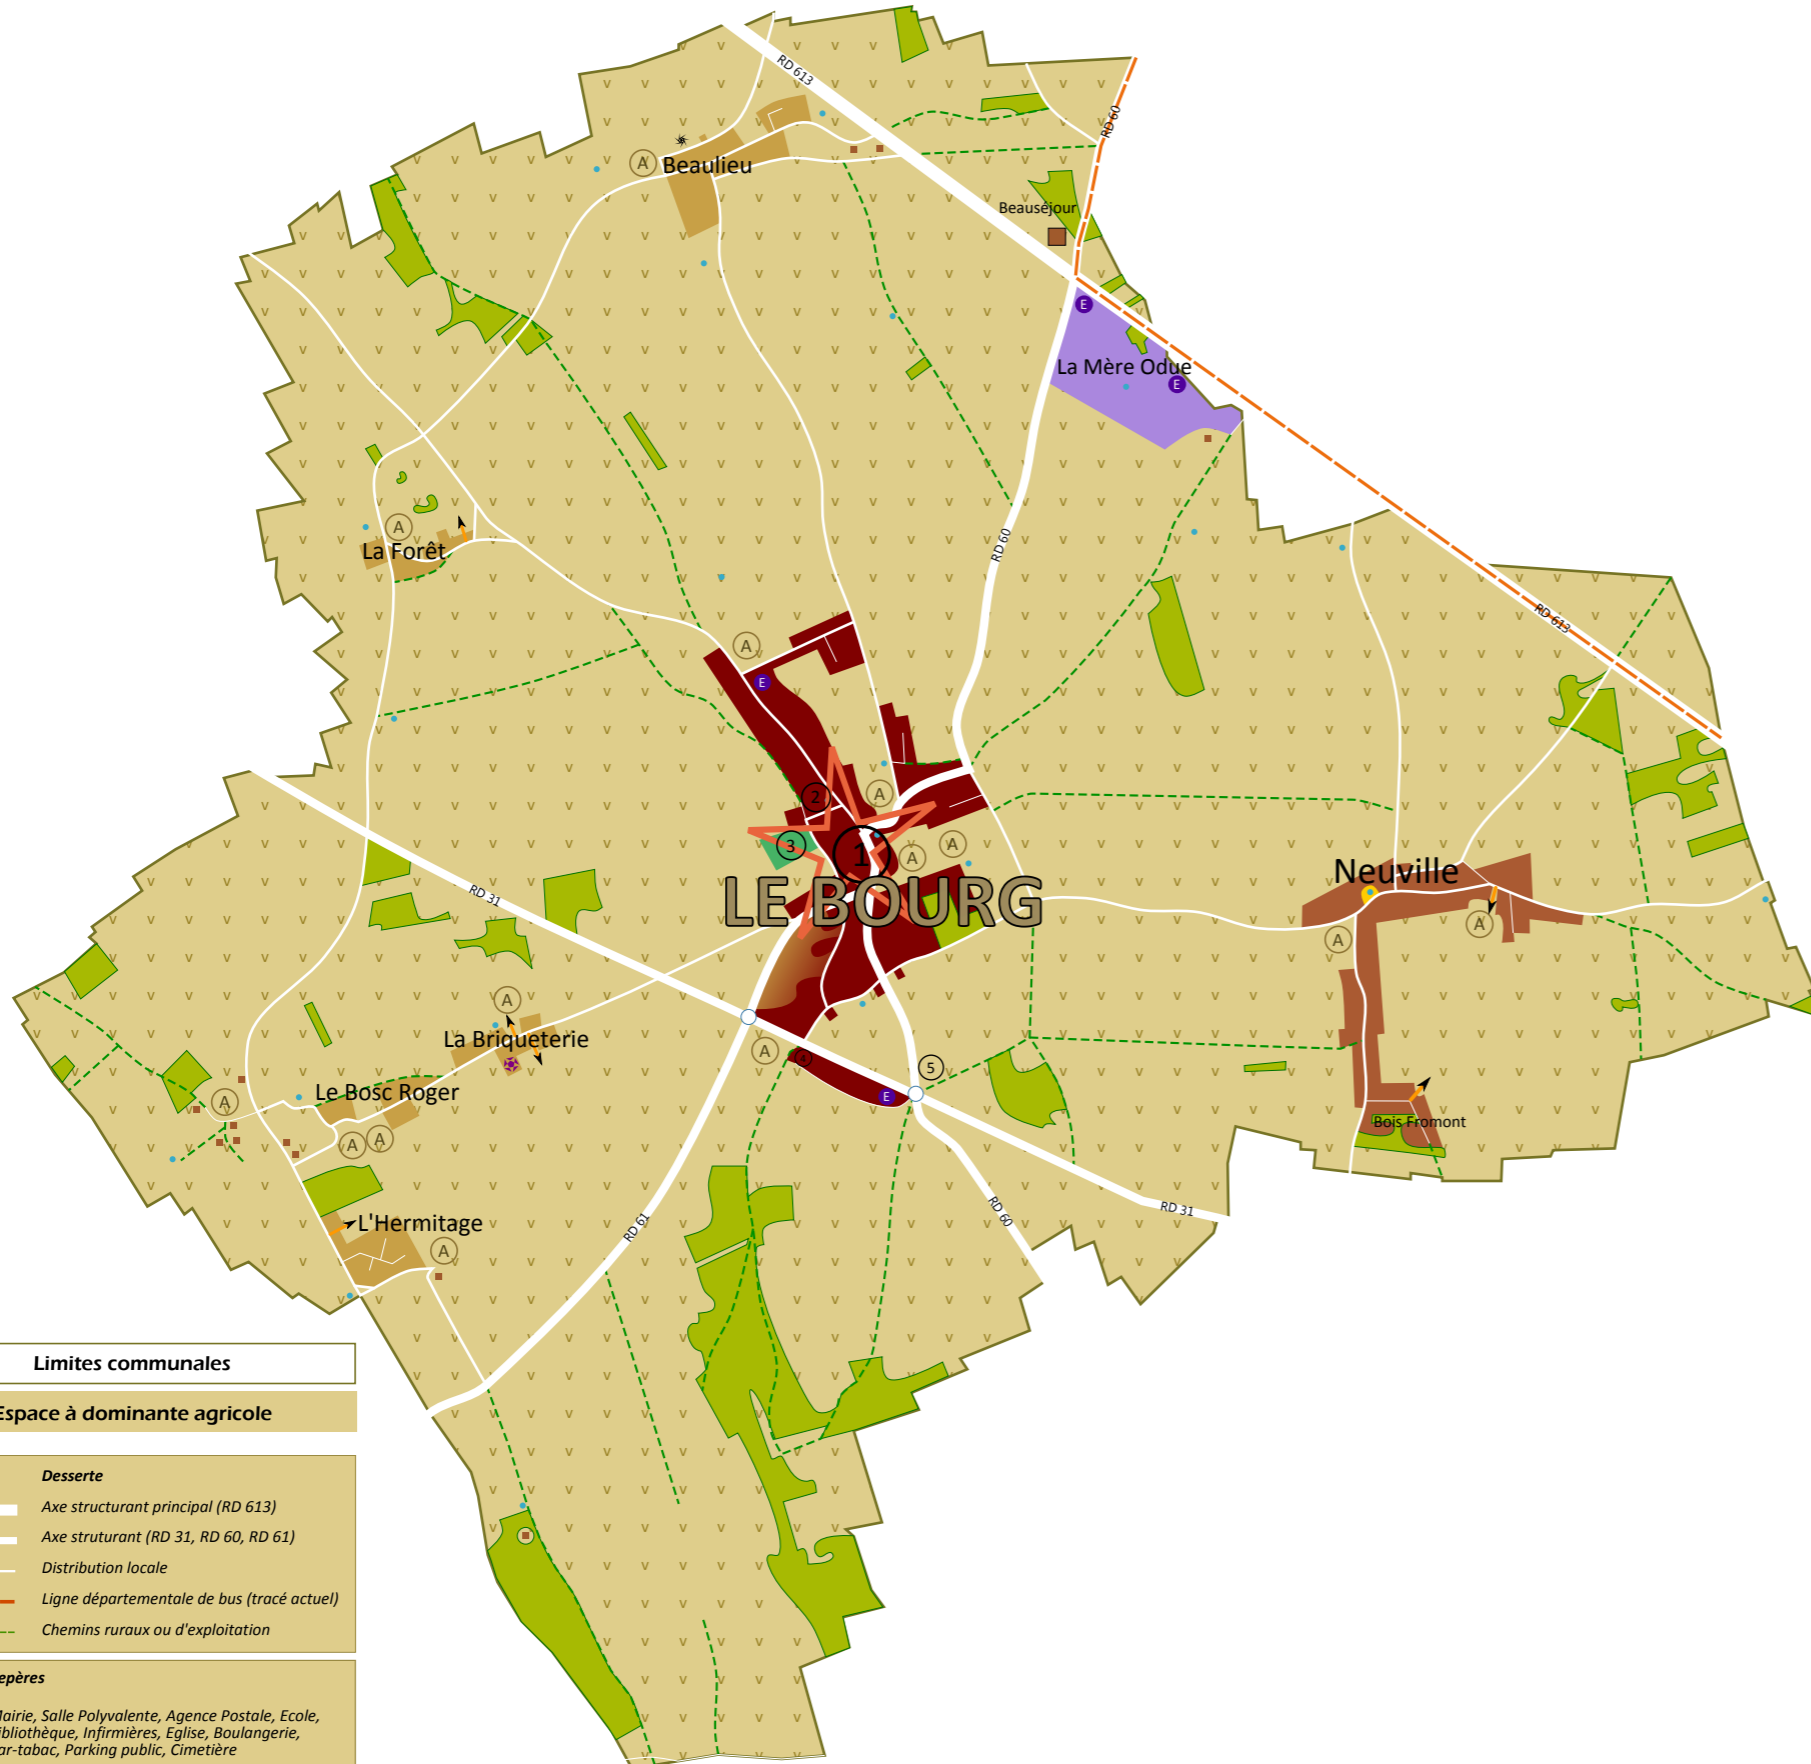 RD 613
RD 60
A
Beaulieu
Beauséjour
E
La Mère Odue
E
A
La Forêt
RD 60
RD 613
A
E
2
A
3
1
A
A
LE BOURG
Neuville
A
A
RD 31
A
La Briqueterie
A
5
E
Le Bosc Roger
A
A
A
Bois Fromont
L'Hermitage
A
RD 61
RD 60
RD 31
Limites communales
Espace à dominante agricole
Desserte
Axe structurant principal (RD 613)
Axe struturant (RD 31, RD 60, RD 61)
Distribution locale
Ligne départementale de bus (tracé actuel)
Chemins ruraux ou d'exploitation
epères
Mairie, Salle Polyvalente, Agence Postale, Ecole,
ibliothèque, Infirmières, Eglise, Boulangerie,
ar-tabac, Parking public, Cimetière